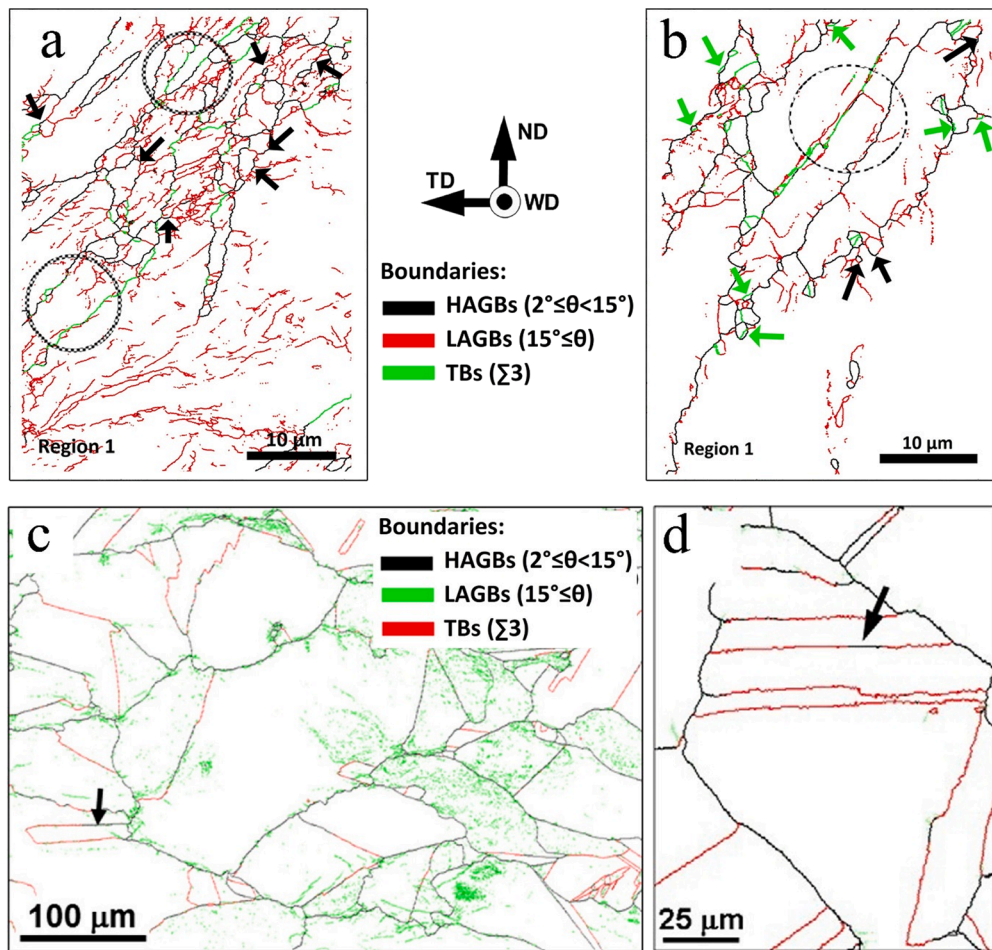 a
b
ND
TD
WD
Boundaries:
HAGBs (2°≤θ<15°)
LAGBs (15°≤θ)
TBs (∑3)
Region 1
10 µm
Region 1
10 µm
c
Boundaries:
HAGBs (2°≤θ<15°)
LAGBs (15°≤θ)
TBs (∑3)
d
100 µm
25 µm